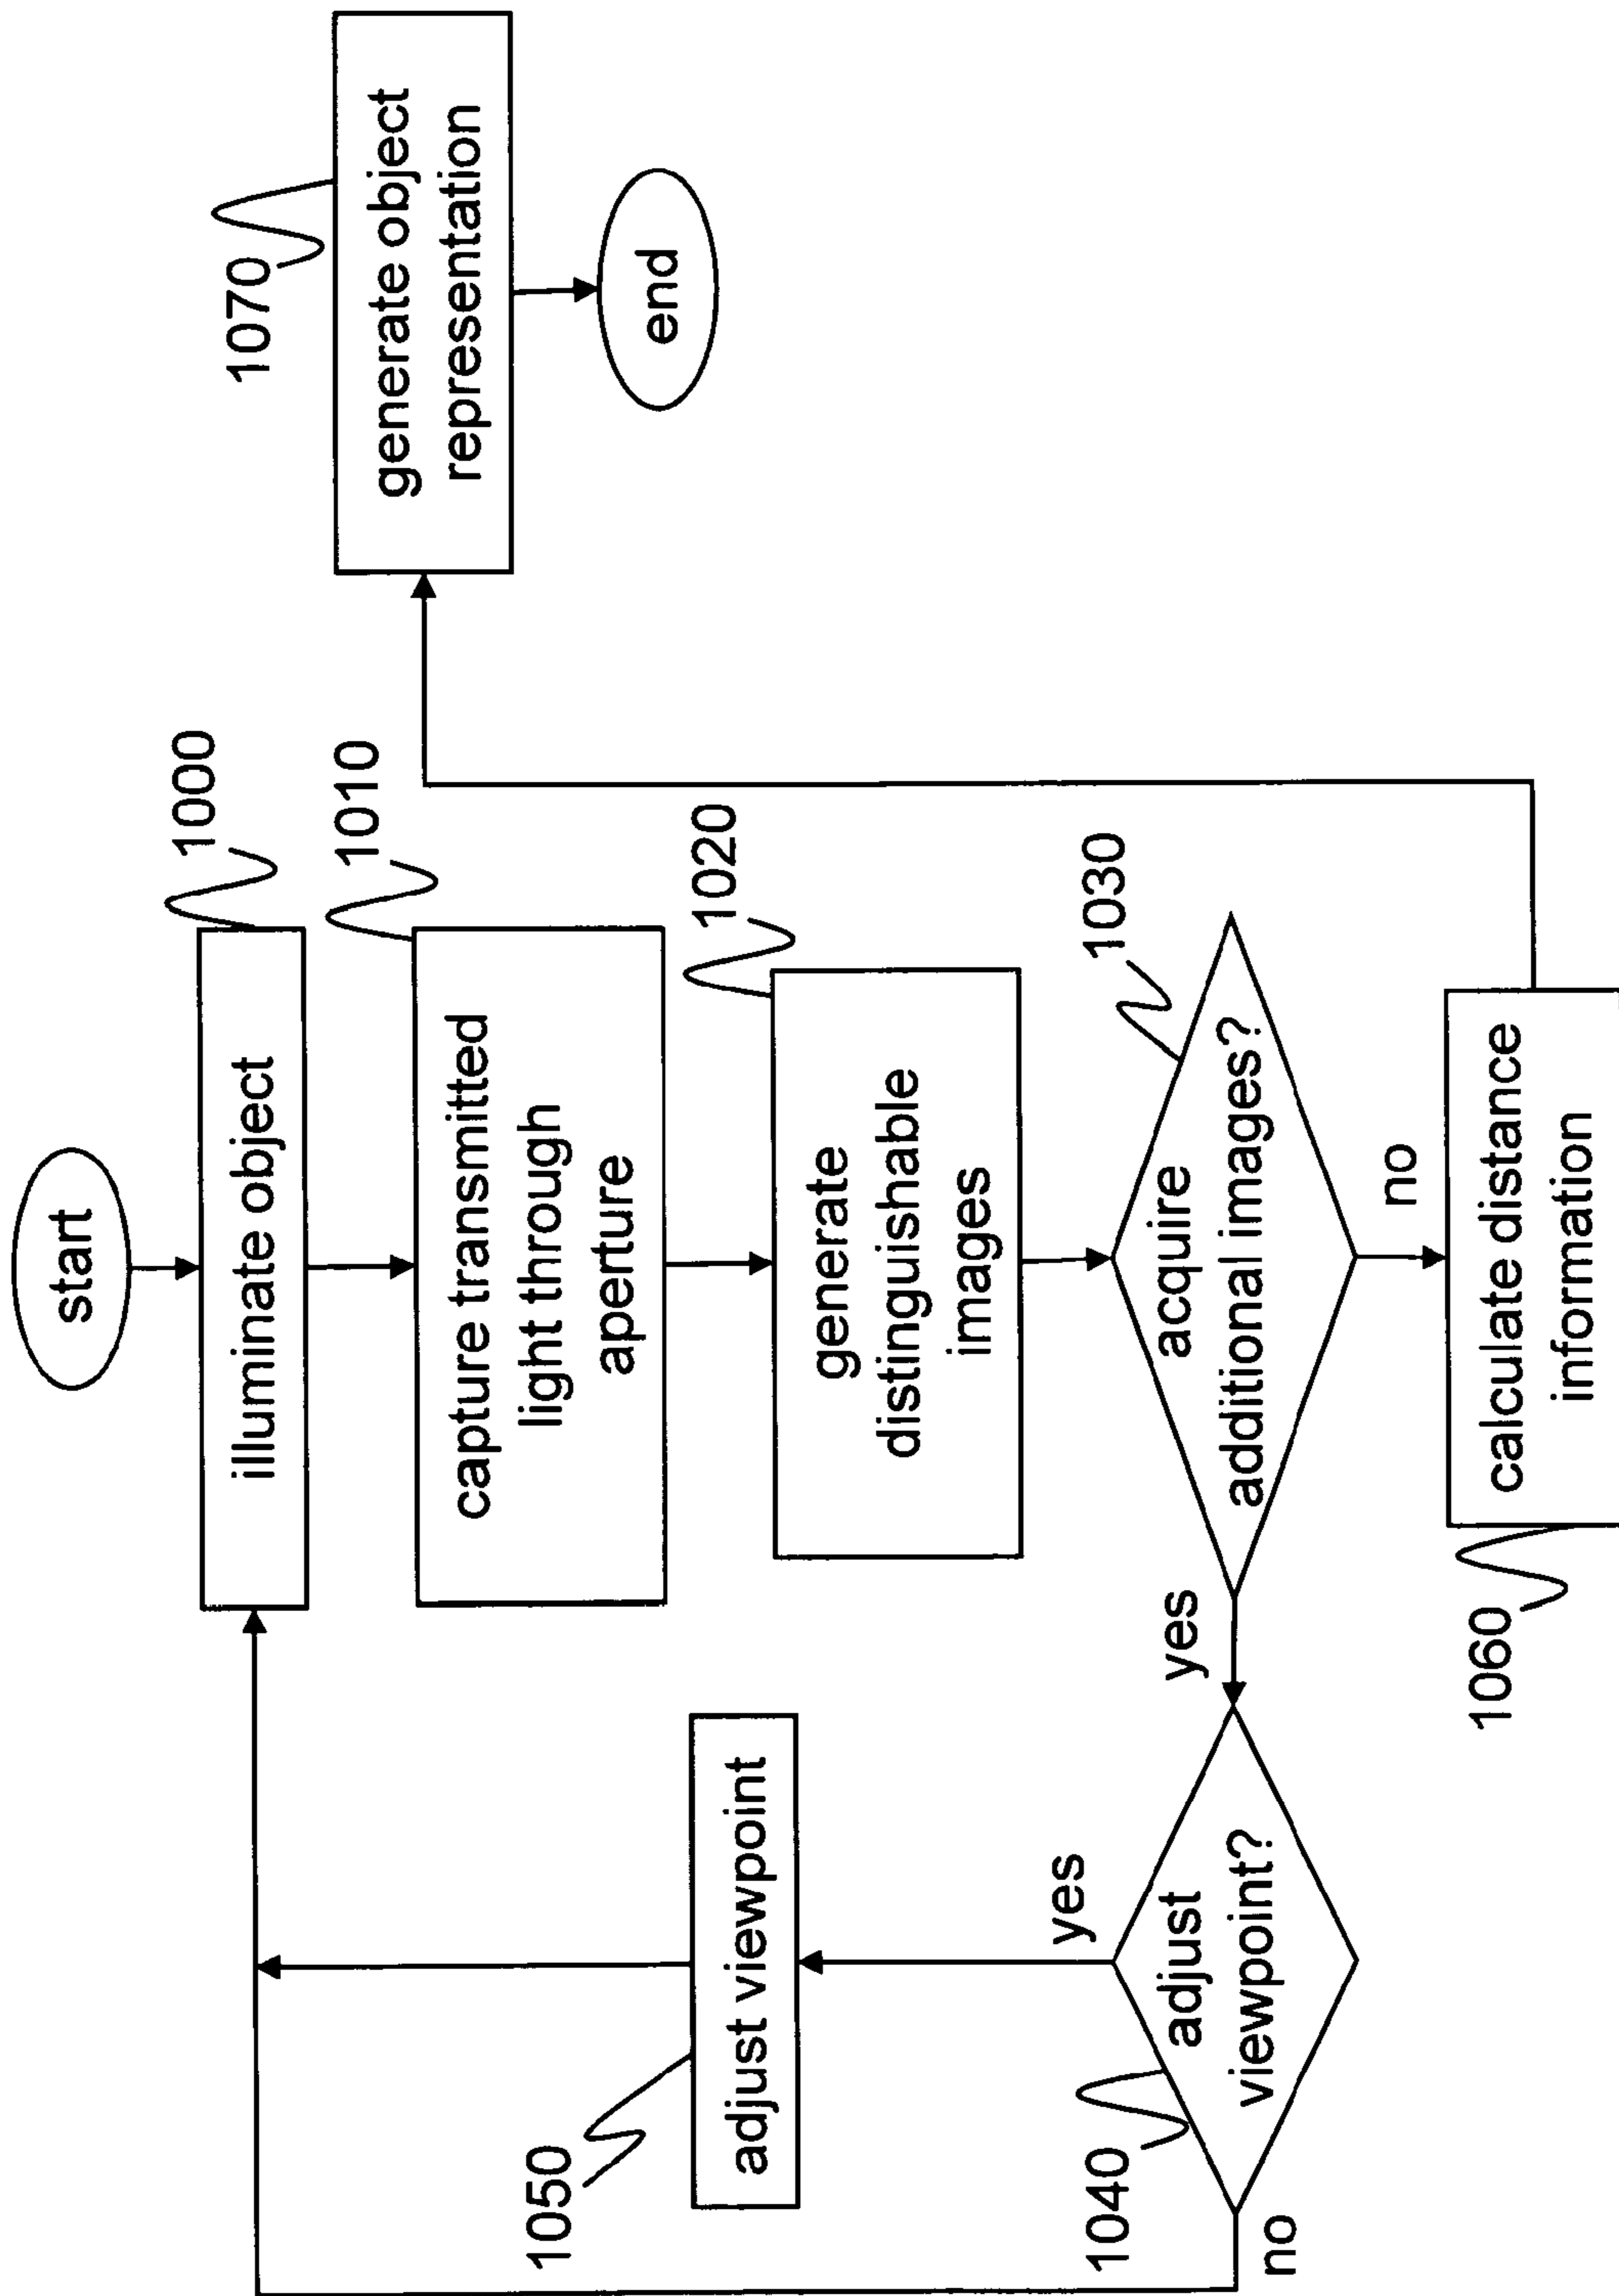 start
1000
illuminate object
1010
capture transmitted
light through
aperture
1020
generate
distinguishable
images
1030
acquire
additional images?
yes
no
1040
adjust
viewpoint?
yes
no
1050
adjust viewpoint
1060
calculate distance
information
1070
generate object
representation
end